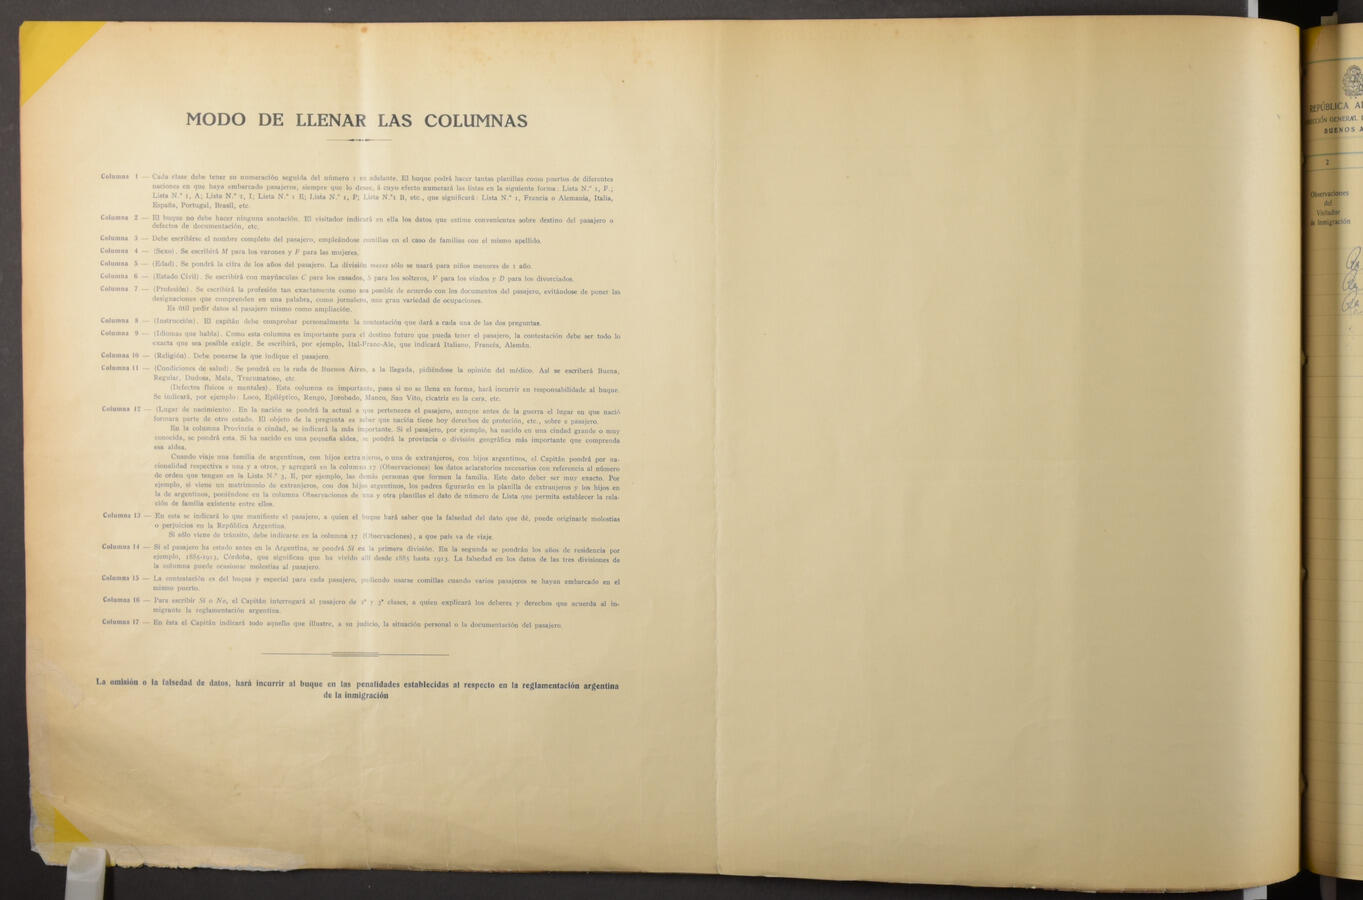 MODO DE LLENAR LAS COLUMNAS
Columna 1 — Cada clase debe tener su numeración seguida del número 1 en adelante. El buque podrá hacer tantas planillas como puertos de diferentes
naciones en que haya embarcado pasajeros, siempre que lo desee, á cuyo efecto numerará las listas en la siguiente forma: Lista N.° 1, F.;
Lista N.° 1, A; Lista N.° 1, I; Lista N.° 1 E; Lista N.° 1, P; Lista N.°1 B, etc., que significará: Lista N.° 1, Francia o Alemania, Italia,
España, Portugal, Brasil, etc.
Columna 2 — El buque no debe hacer ninguna anotación. El visitador indicará en ella los datos que estime convenientes sobre destino del pasajero o
defectos de documentación, etc.
Columna 3 — Debe escribirse el nombre completo del pasajero, empleándose comillas en el caso de familias con el mismo apellido.
Columna 4 — (Sexo). Se escribirá M para los varones y F para las mujeres.
Columna 5 — (Edad). Se pondrá la cifra de los años del pasajero. La división meses sólo se usará para niños menores de 1 año.
Columna 6 — (Estado Civil). Se escribirá con mayúsculas C para los casados, S para los solteros, V para los viudos y D para los divorciados.
Columna 7 — (Profesión). Se escribirá la profesión tan exactamente como sea posible de acuerdo con los documentos del pasajero, evitándose de poner las
designaciones que comprenden en una palabra, como jornalero, una gran variedad de ocupaciones.
Es útil pedir datos al pasajero mismo como ampliación.
Columna 8 — (Instrucción). El capitán debe comprobar personalmente la contestación que dará a cada una de las dos preguntas.
Columna 9 — (Idiomas que habla). Como esta columna es importante para el destino futuro que pueda tener el pasajero, la contestación debe ser todo lo
exacta que sea posible exigir. Se escribirá, por ejemplo, Ital-Franc-Ale, que indicará Italiano, Francés, Alemán.
Columna 10 — (Religión). Debe ponerse la que indique el pasajero.
Columna 11 — (Condiciones de salud). Se pondrá en la rada de Buenos Aires, a la llegada, pidiéndose la opinión del médico. Así se escriberá Buena,
Regular, Dudosa, Mala, Tracumatoso, etc.
(Defectos físicos o mentales). Esta columna es importante, pues si no se llena en forma, hará incurrir en responsabilidade al buque.
Se indicará, por ejemplo: Loco, Epiléptico, Rengo, Jorobado, Manco, San Vito, cicatriz en la cara, etc.
Columna 12 — (Lugar de nacimiento). En la nación se pondrá la actual a que pertenezca el pasajero, aunque antes de la guerra el lugar en que nació
formara parte de otro estado. El objeto de la pregunta es saber que nación tiene hoy derechos de proteción, etc., sobre e pasajero.
En la columna Provincia o ciudad, se indicará la más importante. Si el pasajero, por ejemplo, ha nacido en una ciudad grande o muy
conocida, se pondrá esta. Si ha nacido en una pequeña aldea, se pondrá la provincia o división geográfica más importante que comprenda
esa aldea.
Cuando viaje una familia de argentinos, con hijos extranjeros, o una de extranjeros, con hijos argentinos, el Capitán pondrá por na-
cionalidad respectiva a una y a otros, y agregará en la columna 17 (Observaciones) los datos aclaratorios necesarios con referencia al número
de orden que tengan en la Lista N.° 3, E, por ejemplo, las demás personas que formen la familia. Este dato deber ser muy exacto. Por
ejemplo, si viene un matrimonio de extranjeros, con dos hijos argentinos, los padres figurarán en la planilla de extranjeros y los hijos en
la de argentinos, poniéndose en la columna Observaciones de una y otra planillas el dato de número de Lista que permita establecer la rela-
ción de familia existente entre ellos.
Columna 13 — En esta se indicará lo que manifieste el pasajero, a quien el buque hará saber que la falsedad del dato que dé, puede originarle molestias
o perjuicios en la República Argentina.
Si sólo viene de tránsito, debe indicarse en la columna 17 (Observaciones), a que país va de viaje.
Columna 14 — Si el pasajero ha estado antes en la Argentina, se pondrá Sí en la primera división. En la segunda se pondrán los años de residencia por
ejemplo, 1885-1913, Córdoba, que significan que ha vivido allí desde 1885 hasta 1913. La falsedad en los datos de las tres divisiones de
la columna puede ocasionar molestias al pasajero.
Columna 15 — La contestación es del buque y especial para cada pasajero, pudiendo usarse comillas cuando varios pasajeros se hayan embarcado en el
mismo puerto.
Columna 16 — Para escribir Sí o No, el Capitán interrogará al pasajero de 2ª y 3ª clases, a quien explicará los deberes y derechos que acuerda al in-
migrante la reglamentación argentina.
Columna 17 — En ésta el Capitán indicará todo aquello que illustre, a su judicio, la situación personal o la documentación del pasajero.
La omisión o la falsedad de datos, hará incurrir al buque en las penalidades establecidas al respecto en la reglamentación argentina
de la inmigración
REPÚBLICA A
GENERAL
BUENOS A
2
Observaciones
del
Visitador
de Inmigración